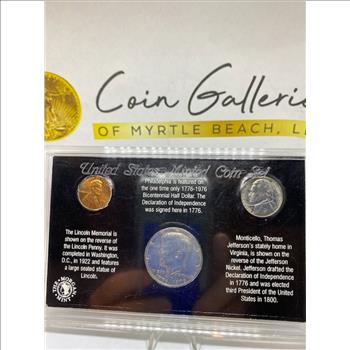 Coin Gallerie
OF MYRTLE BEACH, L
United States Minted Coin Set
Philadelphia is featured on
the one time only 1776-1976
Bicentennial Half Dollar. The
Declaration of Independence
was signed here in 1776.
The Lincoln Memorial is
shown on the reverse of
the Lincoln Penny. It was
completed in Washington,
D.C., in 1922 and features
a large seated statue of
Lincoln.
Monticello, Thomas
Jefferson's stately home in
Virginia, is shown on
the reverse of the Jefferson
Nickel. Jefferson drafted the
Declaration of Independence
in 1776 and was elected
third President of the United
States in 1800.
THE MORGAN MINT